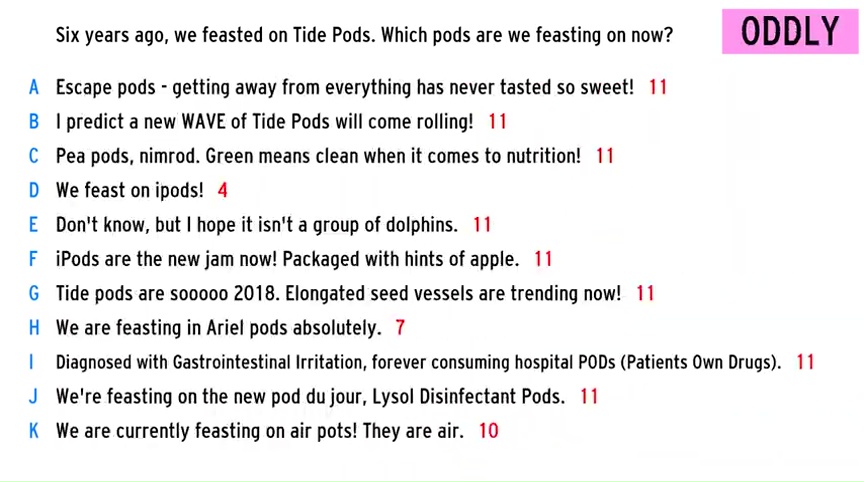 Six years ago, we feasted on Tide Pods. Which pods are we feasting on now?
ODDLY
A Escape pods - getting away from everything has never tasted so sweet! 11
B I predict a new WAVE of Tide Pods will come rolling! 11
C Pea pods, nimrod. Green means clean when it comes to nutrition! 11
D We feast on ipods! 4
E Don't know, but I hope it isn't a group of dolphins. 11
F iPods are the new jam now! Packaged with hints of apple. 11
G Tide pods are sooooo 2018. Elongated seed vessels are trending now! 11
H We are feasting in Ariel pods absolutely. 7
I Diagnosed with Gastrointestinal Irritation, forever consuming hospital PODs (Patients Own Drugs). 11
J We're feasting on the new pod du jour, Lysol Disinfectant Pods. 11
K We are currently feasting on air pots! They are air. 10